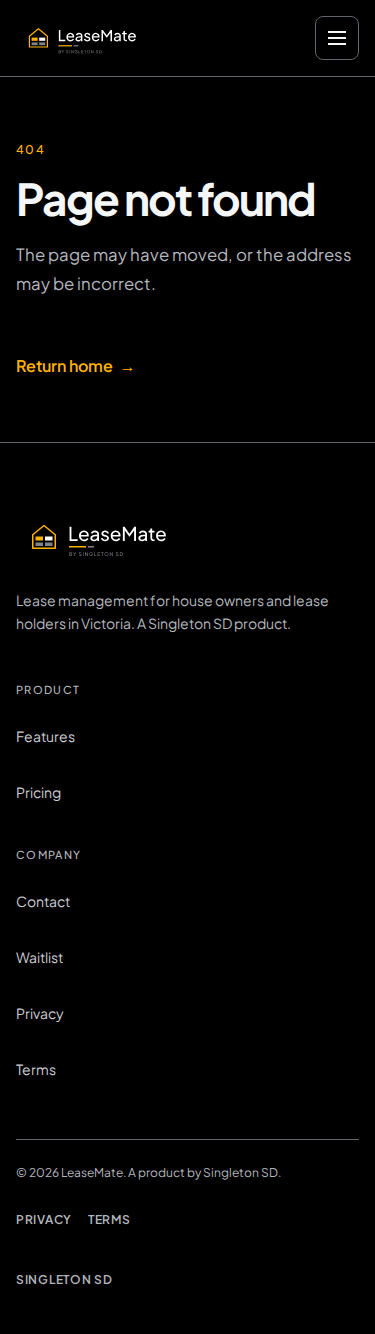 LeaseMate
BY SINGLETON SD
404
Page not found
The page may have moved, or the address
may be incorrect.
Return home →
LeaseMate
BY SINGLETON SD
Lease management for house owners and lease
holders in Victoria. A Singleton SD product.
PRODUCT
Features
Pricing
COMPANY
Contact
Waitlist
Privacy
Terms
© 2026 LeaseMate. A product by Singleton SD.
PRIVACY TERMS
SINGLETON SD